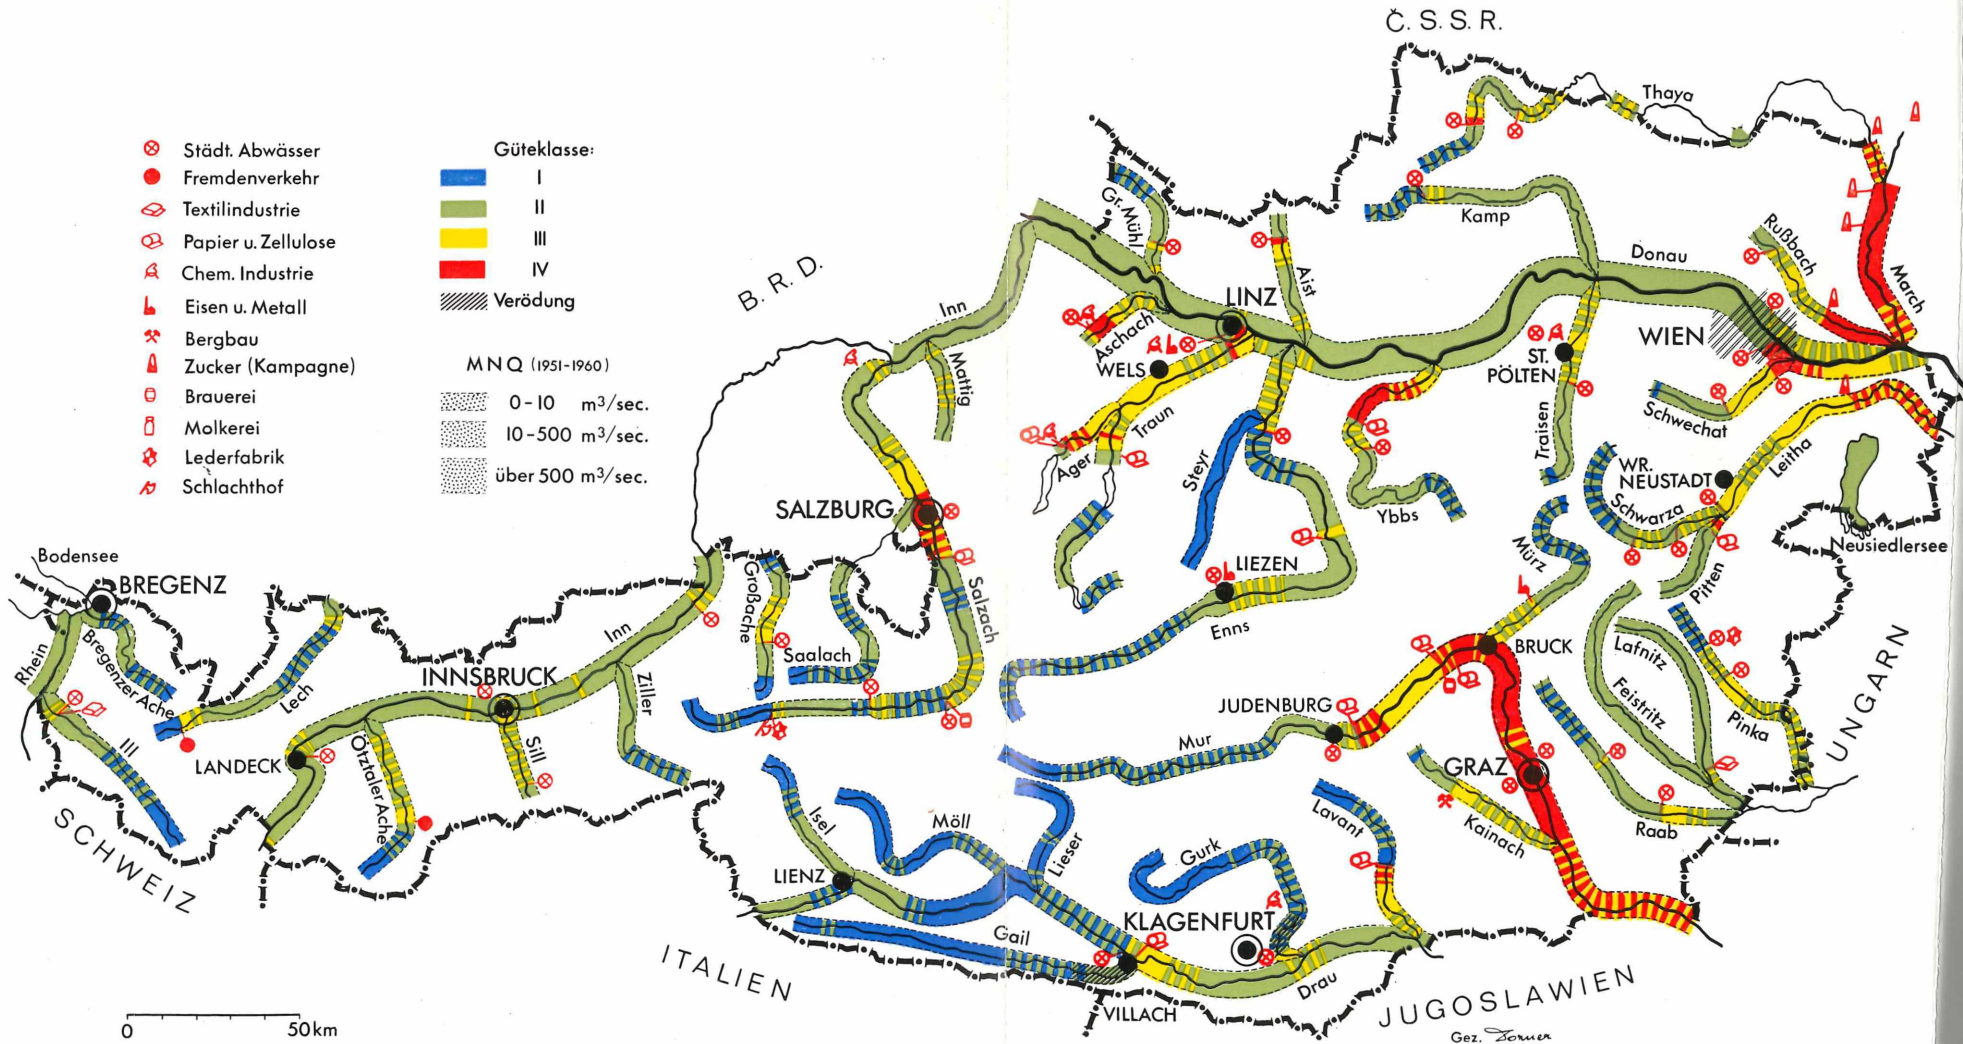 Č. S. S. R.
Städt. Abwässer
Fremdenverkehr
Textilindustrie
Papier u. Zellulose
Chem. Industrie
Eisen u. Metall
Bergbau
Zucker (Kampagne)
Brauerei
Molkerei
Lederfabrik
Schlachthof
Güteklasse:
I
II
III
IV
Verödung
MNQ (1951-1960)
0-10 m³/sec.
10-500 m³/sec.
über 500 m³/sec.
B. R. D.
Thaya
Gr. Mühl
Kamp
Rußbach
Donau
March
Aist
Inn
LINZ
Aschach
WIEN
WELS
Mattig
ST.
PÖLTEN
Traun
Schwechat
Traisen
Ager
Steyr
Leitha
WR.
NEUSTADT
SALZBURG
Ybbs
Schwarza
Neusiedlersee
Bodensee
BREGENZ
Großache
Mürz
LIEZEN
Pitten
Salzach
Enns
Inn
Rhein
Bregenzer Ache
Saalach
BRUCK
Lafnitz
INNSBRUCK
Lech
Ziller
JUDENBURG
Feistritz
Pinka
UNGARN
Ill
LANDECK
Ötztaler Ache
Sill
Mur
GRAZ
SCHWEIZ
Isel
Möll
Lieser
Lavant
Kainach
Raab
Gurk
LIENZ
KLAGENFURT
Gail
ITALIEN
Drau
VILLACH
JUGOSLAWIEN
0 50 km
Gez.